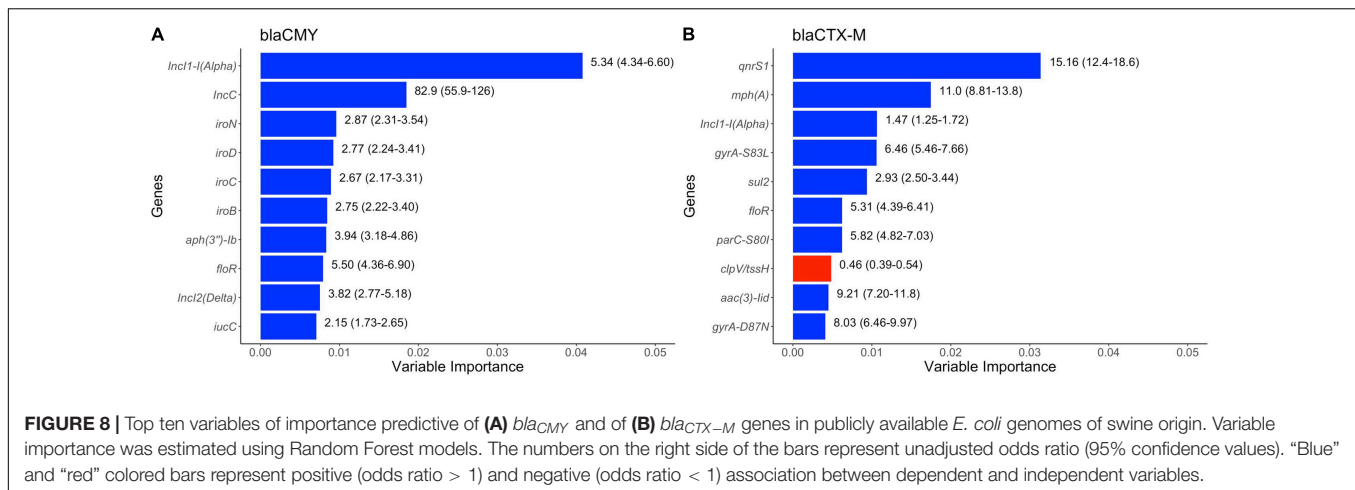 A
blaCMY
Genes
IncI1-I(Alpha) 5.34 (4.34-6.60)
IncC 82.9 (55.9-126)
iroN 2.87 (2.31-3.54)
iroD 2.77 (2.24-3.41)
iroC 2.67 (2.17-3.31)
iroB 2.75 (2.22-3.40)
aph(3")-Ib 3.94 (3.18-4.86)
floR 5.50 (4.36-6.90)
IncI2(Delta) 3.82 (2.77-5.18)
iucC 2.15 (1.73-2.65)
0.00 0.01 0.02 0.03 0.04 0.05
Variable Importance
B
blaCTX-M
Genes
qnrS1 15.16 (12.4-18.6)
mph(A) 11.0 (8.81-13.8)
IncI1-I(Alpha) 1.47 (1.25-1.72)
gyrA-S83L 6.46 (5.46-7.66)
sul2 2.93 (2.50-3.44)
floR 5.31 (4.39-6.41)
parC-S80I 5.82 (4.82-7.03)
clpV/tssH 0.46 (0.39-0.54)
aac(3)-Iid 9.21 (7.20-11.8)
gyrA-D87N 8.03 (6.46-9.97)
0.00 0.01 0.02 0.03 0.04 0.05
Variable Importance
FIGURE 8 | Top ten variables of importance predictive of (A) blaCMY and of (B) blaCTX−M genes in publicly available E. coli genomes of swine origin. Variable
importance was estimated using Random Forest models. The numbers on the right side of the bars represent unadjusted odds ratio (95% confidence values). “Blue”
and “red” colored bars represent positive (odds ratio > 1) and negative (odds ratio < 1) association between dependent and independent variables.